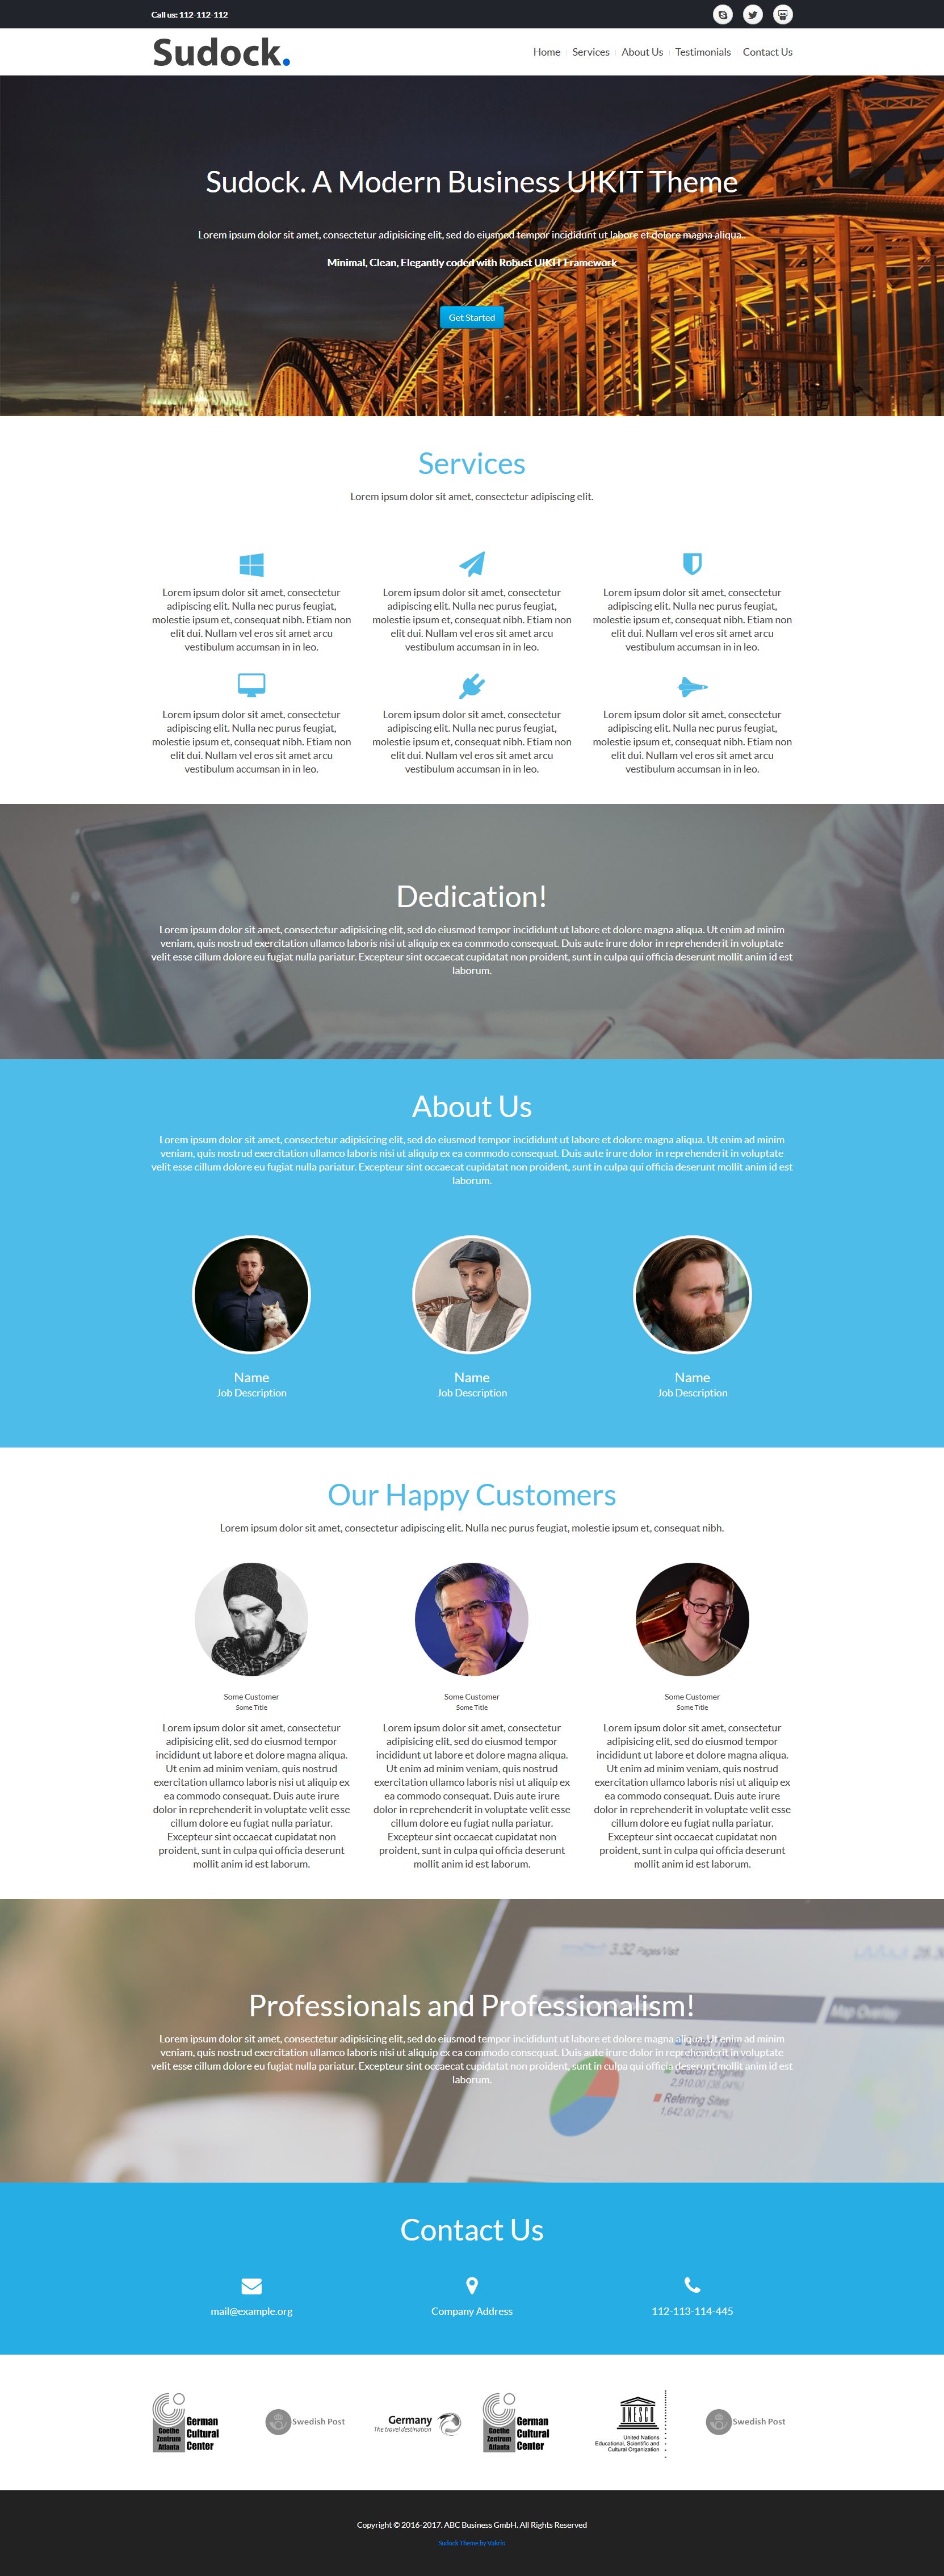 Call us: 112-112-112
Sudock.
Home
Services
About Us
Testimonials
Contact Us
Sudock. A Modern Business UIKIT Theme
Lorem ipsum dolor sit amet, consectetur adipisicing elit, sed do eiusmod tempor incididunt ut labore et dolore magna aliqua..
Minimal, Clean, Elegantly coded with Robust UIKIT Framework
Get Started
Services
Lorem ipsum dolor sit amet, consectetur adipiscing elit.
Lorem ipsum dolor sit amet, consectetur
adipiscing elit. Nulla nec purus feugiat,
molestie ipsum et, consequat nibh. Etiam non
elit dui. Nullam vel eros sit amet arcu
vestibulum accumsan in in leo.
Lorem ipsum dolor sit amet, consectetur
adipiscing elit. Nulla nec purus feugiat,
molestie ipsum et, consequat nibh. Etiam non
elit dui. Nullam vel eros sit amet arcu
vestibulum accumsan in in leo.
Lorem ipsum dolor sit amet, consectetur
adipiscing elit. Nulla nec purus feugiat,
molestie ipsum et, consequat nibh. Etiam non
elit dui. Nullam vel eros sit amet arcu
vestibulum accumsan in in leo.
Lorem ipsum dolor sit amet, consectetur
adipiscing elit. Nulla nec purus feugiat,
molestie ipsum et, consequat nibh. Etiam non
elit dui. Nullam vel eros sit amet arcu
vestibulum accumsan in in leo.
Lorem ipsum dolor sit amet, consectetur
adipiscing elit. Nulla nec purus feugiat,
molestie ipsum et, consequat nibh. Etiam non
elit dui. Nullam vel eros sit amet arcu
vestibulum accumsan in in leo.
Lorem ipsum dolor sit amet, consectetur
adipiscing elit. Nulla nec purus feugiat,
molestie ipsum et, consequat nibh. Etiam non
elit dui. Nullam vel eros sit amet arcu
vestibulum accumsan in in leo.
Dedication!
Lorem ipsum dolor sit amet, consectetur adipisicing elit, sed do eiusmod tempor incididunt ut labore et dolore magna aliqua. Ut enim ad minim
veniam, quis nostrud exercitation ullamco laboris nisi ut aliquip ex ea commodo consequat. Duis aute irure dolor in reprehenderit in voluptate
velit esse cillum dolore eu fugiat nulla pariatur. Excepteur sint occaecat cupidatat non proident, sunt in culpa qui officia deserunt mollit anim id est
laborum.
About Us
Lorem ipsum dolor sit amet, consectetur adipisicing elit, sed do eiusmod tempor incididunt ut labore et dolore magna aliqua. Ut enim ad minim
veniam, quis nostrud exercitation ullamco laboris nisi ut aliquip ex ea commodo consequat. Duis aute irure dolor in reprehenderit in voluptate
velit esse cillum dolore eu fugiat nulla pariatur. Excepteur sint occaecat cupidatat non proident, sunt in culpa qui officia deserunt mollit anim id est
laborum.
Name
Job Description
Name
Job Description
Name
Job Description
Our Happy Customers
Lorem ipsum dolor sit amet, consectetur adipiscing elit. Nulla nec purus feugiat, molestie ipsum et, consequat nibh.
Some Customer
Some Title
Lorem ipsum dolor sit amet, consectetur
adipisicing elit, sed do eiusmod tempor
incididunt ut labore et dolore magna aliqua.
Ut enim ad minim veniam, quis nostrud
exercitation ullamco laboris nisi ut aliquip ex
ea commodo consequat. Duis aute irure
dolor in reprehenderit in voluptate velit esse
cillum dolore eu fugiat nulla pariatur.
Excepteur sint occaecat cupidatat non
proident, sunt in culpa qui officia deserunt
mollit anim id est laborum.
Some Customer
Some Title
Lorem ipsum dolor sit amet, consectetur
adipisicing elit, sed do eiusmod tempor
incididunt ut labore et dolore magna aliqua.
Ut enim ad minim veniam, quis nostrud
exercitation ullamco laboris nisi ut aliquip ex
ea commodo consequat. Duis aute irure
dolor in reprehenderit in voluptate velit esse
cillum dolore eu fugiat nulla pariatur.
Excepteur sint occaecat cupidatat non
proident, sunt in culpa qui officia deserunt
mollit anim id est laborum.
Some Customer
Some Title
Lorem ipsum dolor sit amet, consectetur
adipisicing elit, sed do eiusmod tempor
incididunt ut labore et dolore magna aliqua.
Ut enim ad minim veniam, quis nostrud
exercitation ullamco laboris nisi ut aliquip ex
ea commodo consequat. Duis aute irure
dolor in reprehenderit in voluptate velit esse
cillum dolore eu fugiat nulla pariatur.
Excepteur sint occaecat cupidatat non
proident, sunt in culpa qui officia deserunt
mollit anim id est laborum.
3.32 Pages/Visit
Map Overlay
Professionals and Professionalism!
Lorem ipsum dolor sit amet, consectetur adipisicing elit, sed do eiusmod tempor incididunt ut labore et dolore magna aliqua. Ut enim ad minim
veniam, quis nostrud exercitation ullamco laboris nisi ut aliquip ex ea commodo consequat. Duis aute irure dolor in reprehenderit in voluptate
velit esse cillum dolore eu fugiat nulla pariatur. Excepteur sint occaecat cupidatat non proident, sunt in culpa qui officia deserunt mollit anim id est
laborum.
Search Engines
2,910.00 (38.04%)
Referring Sites
1,642.00 (21.47%)
Contact Us
mail@example.org
Company Address
112-113-114-445
Goethe
Zentrum
Atlanta
German
Cultural
Center
Swedish Post
Germany
The travel destination
Goethe
Zentrum
Atlanta
German
Cultural
Center
UNESCO
United Nations
Educational, Scientific and
Cultural Organization
Swedish Post
Copyright © 2016-2017. ABC Business GmbH. All Rights Reserved
Sudock Theme by Vakrio